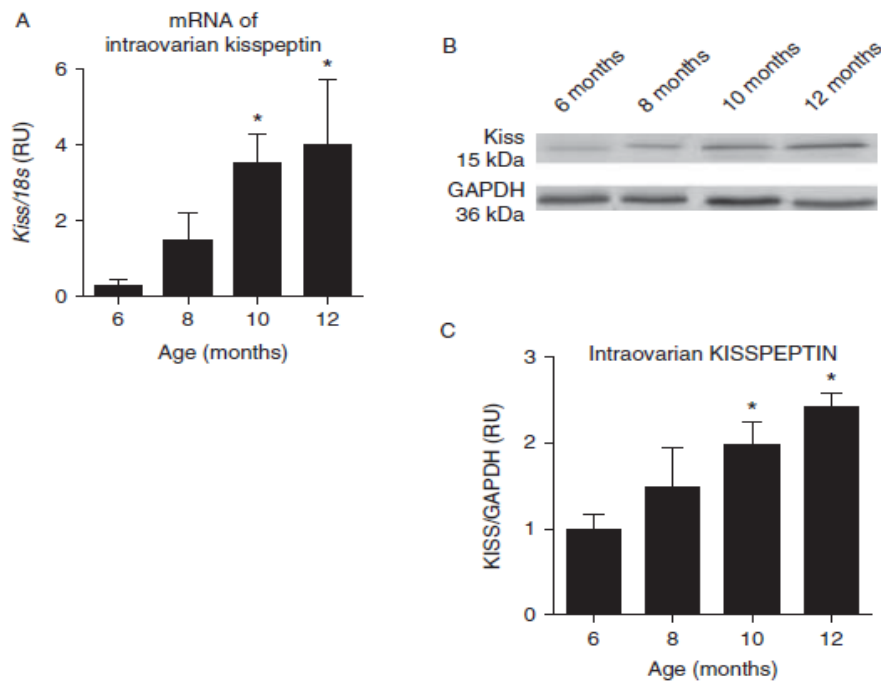 A
mRNA of
intraovarian kisspeptin
6
4
2
0
Kiss/18s (RU)
*
*
6 8 10 12
Age (months)
B
6 months
8 months
10 months
12 months
Kiss
15 kDa
GAPDH
36 kDa
C
Intraovarian KISSPEPTIN
3
2
1
0
KISS/GAPDH (RU)
*
*
6 8 10 12
Age (months)